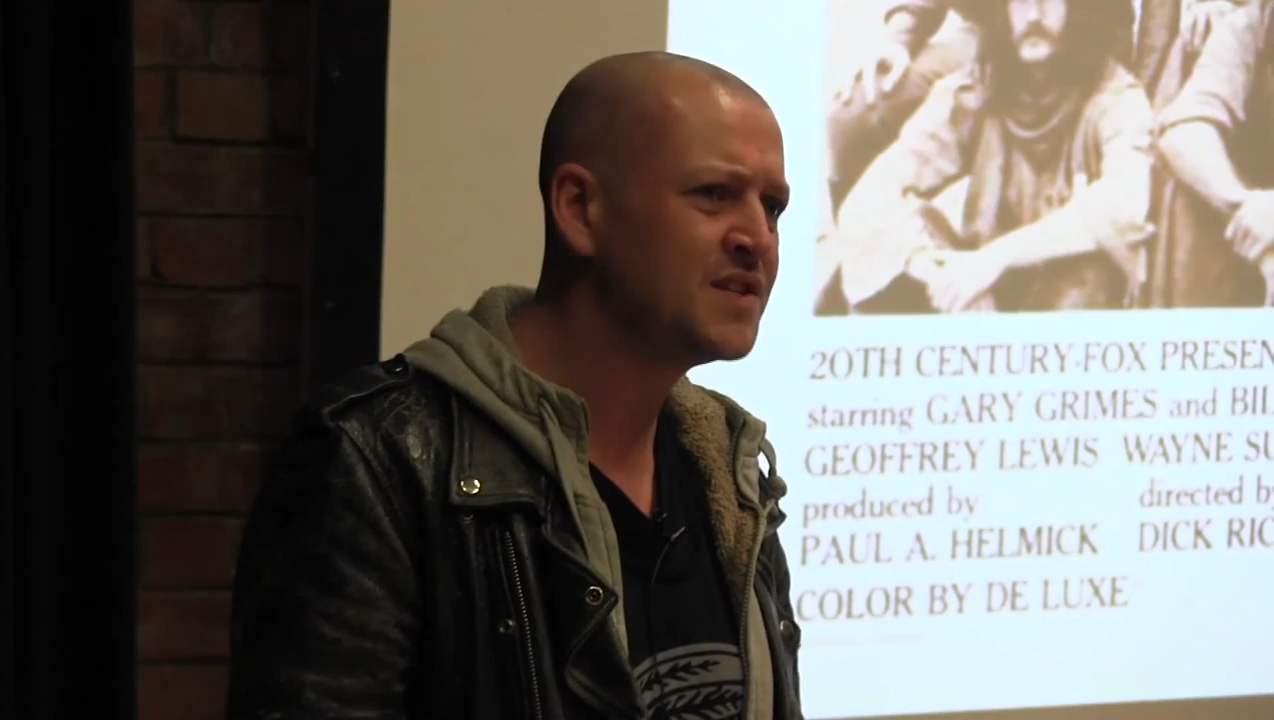 20TH CENTURY-FOX PRESEN
starring GARY GRIMES and BIL
GEOFFREY LEWIS WAYNE SU
produced by directed by
PAUL A. HELMICK DICK RIC
COLOR BY DE LUXE